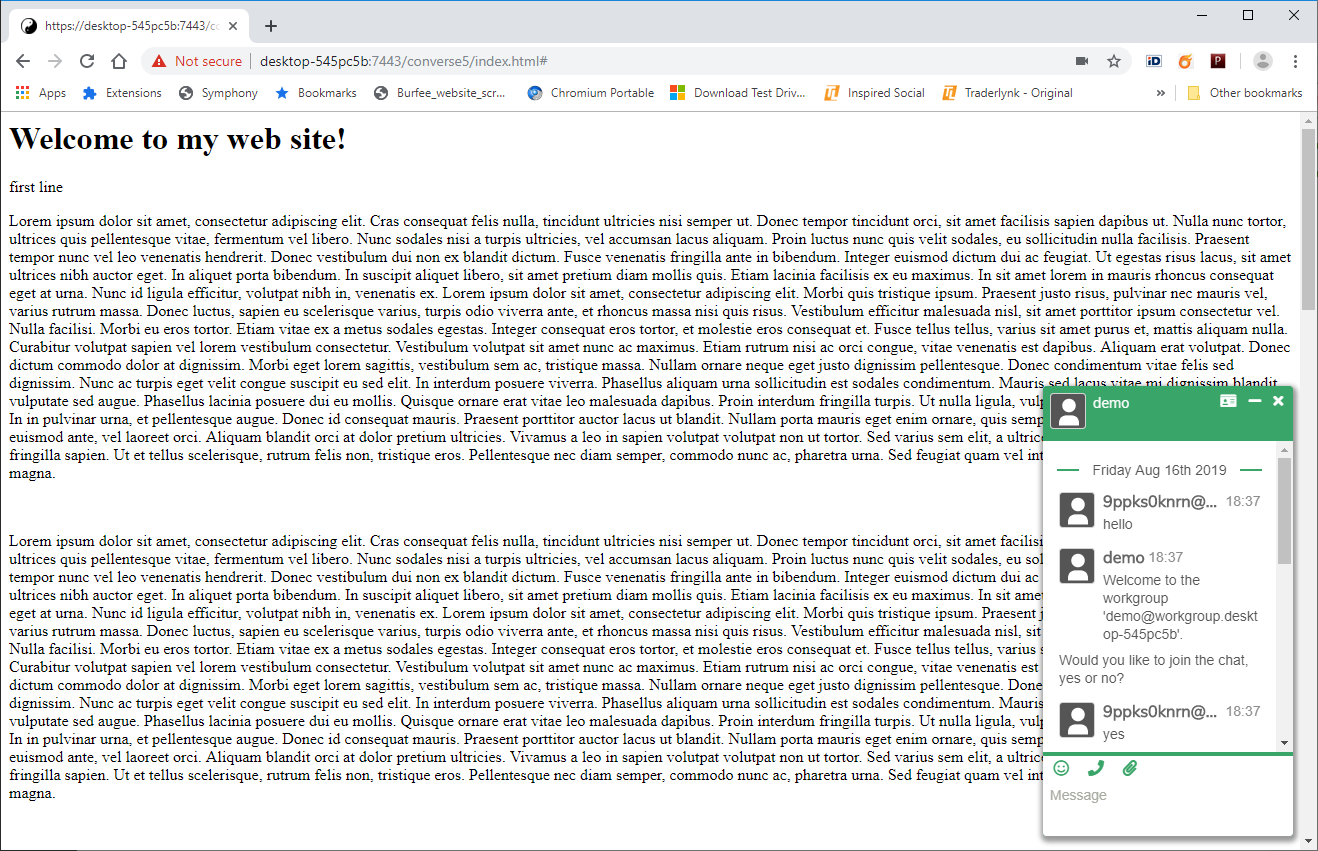 https://desktop-545pc5b:7443/co
Not secure
desktop-545pc5b:7443/converse5/index.html#
iD
P
Apps
Extensions
Symphony
Bookmarks
Burfee_website_scr...
Chromium Portable
Download Test Driv...
Inspired Social
Traderlynk - Original
»
Other bookmarks
Welcome to my web site!
first line
Lorem ipsum dolor sit amet, consectetur adipiscing elit. Cras consequat felis nulla, tincidunt ultricies nisi semper ut. Donec tempor tincidunt orci, sit amet facilisis sapien dapibus ut. Nulla nunc tortor,
ultrices quis pellentesque vitae, fermentum vel libero. Nunc sodales nisi a turpis ultricies, vel accumsan lacus aliquam. Proin luctus nunc quis velit sodales, eu sollicitudin nulla facilisis. Praesent
tempor nunc vel leo venenatis hendrerit. Donec vestibulum dui non ex blandit dictum. Fusce venenatis fringilla ante in bibendum. Integer euismod dictum dui ac feugiat. Ut egestas risus lacus, sit amet
ultrices nibh auctor eget. In aliquet porta bibendum. In suscipit aliquet libero, sit amet pretium diam mollis quis. Etiam lacinia facilisis ex eu maximus. In sit amet lorem in mauris rhoncus consequat
eget at urna. Nunc id ligula efficitur, volutpat nibh in, venenatis ex. Lorem ipsum dolor sit amet, consectetur adipiscing elit. Morbi quis tristique ipsum. Praesent justo risus, pulvinar nec mauris vel,
varius rutrum massa. Donec luctus, sapien eu scelerisque varius, turpis odio viverra ante, et rhoncus massa nisi quis risus. Vestibulum efficitur malesuada nisl, sit amet porttitor ipsum consectetur vel.
Nulla facilisi. Morbi eu eros tortor. Etiam vitae ex a metus sodales egestas. Integer consequat eros tortor, et molestie eros consequat et. Fusce tellus tellus, varius sit amet purus et, mattis aliquam nulla.
Curabitur volutpat sapien vel lorem vestibulum consectetur. Vestibulum volutpat sit amet nunc ac maximus. Etiam rutrum nisi ac orci congue, vitae venenatis est dapibus. Aliquam erat volutpat. Donec
dictum commodo dolor at dignissim. Morbi eget lorem sagittis, vestibulum sem ac, tristique massa. Nullam ornare neque eget justo dignissim pellentesque. Donec condimentum vitae felis sed
dignissim. Nunc ac turpis eget velit congue suscipit eu sed elit. In interdum posuere viverra. Phasellus aliquam urna sollicitudin est sodales condimentum. Mauris sed lacus vitae mi dignissim blandit
vulputate sed augue. Phasellus lacinia posuere dui eu mollis. Quisque ornare erat vitae leo malesuada dapibus. Proin interdum fringilla turpis. Ut nulla ligula, vulp
In in pulvinar urna, et pellentesque augue. Donec id consequat mauris. Praesent porttitor auctor lacus ut blandit. Nullam porta mauris eget enim ornare, quis semp
euismod ante, vel laoreet orci. Aliquam blandit orci at dolor pretium ultricies. Vivamus a leo in sapien volutpat volutpat non ut tortor. Sed varius sem elit, a ultric
fringilla sapien. Ut et tellus scelerisque, rutrum felis non, tristique eros. Pellentesque nec diam semper, commodo nunc ac, pharetra urna. Sed feugiat quam vel int
magna.
Lorem ipsum dolor sit amet, consectetur adipiscing elit. Cras consequat felis nulla, tincidunt ultricies nisi semper ut. Donec tempor tincidunt orci, sit amet facilisi
ultrices quis pellentesque vitae, fermentum vel libero. Nunc sodales nisi a turpis ultricies, vel accumsan lacus aliquam. Proin luctus nunc quis velit sodales, eu so
tempor nunc vel leo venenatis hendrerit. Donec vestibulum dui non ex blandit dictum. Fusce venenatis fringilla ante in bibendum. Integer euismod dictum dui ac
ultrices nibh auctor eget. In aliquet porta bibendum. In suscipit aliquet libero, sit amet pretium diam mollis quis. Etiam lacinia facilisis ex eu maximus. In sit am
eget at urna. Nunc id ligula efficitur, volutpat nibh in, venenatis ex. Lorem ipsum dolor sit amet, consectetur adipiscing elit. Morbi quis tristique ipsum. Praesent j
varius rutrum massa. Donec luctus, sapien eu scelerisque varius, turpis odio viverra ante, et rhoncus massa nisi quis risus. Vestibulum efficitur malesuada nisl, sit
Nulla facilisi. Morbi eu eros tortor. Etiam vitae ex a metus sodales egestas. Integer consequat eros tortor, et molestie eros consequat et. Fusce tellus tellus, varius s
Curabitur volutpat sapien vel lorem vestibulum consectetur. Vestibulum volutpat sit amet nunc ac maximus. Etiam rutrum nisi ac orci congue, vitae venenatis est
dictum commodo dolor at dignissim. Morbi eget lorem sagittis, vestibulum sem ac, tristique massa. Nullam ornare neque eget justo dignissim pellentesque. Done
dignissim. Nunc ac turpis eget velit congue suscipit eu sed elit. In interdum posuere viverra. Phasellus aliquam urna sollicitudin est sodales condimentum. Mauris
vulputate sed augue. Phasellus lacinia posuere dui eu mollis. Quisque ornare erat vitae leo malesuada dapibus. Proin interdum fringilla turpis. Ut nulla ligula, vulp
In in pulvinar urna, et pellentesque augue. Donec id consequat mauris. Praesent porttitor auctor lacus ut blandit. Nullam porta mauris eget enim ornare, quis semp
euismod ante, vel laoreet orci. Aliquam blandit orci at dolor pretium ultricies. Vivamus a leo in sapien volutpat volutpat non ut tortor. Sed varius sem elit, a ultric
fringilla sapien. Ut et tellus scelerisque, rutrum felis non, tristique eros. Pellentesque nec diam semper, commodo nunc ac, pharetra urna. Sed feugiat quam vel int
magna.
demo
Friday Aug 16th 2019
9ppks0knrn@... 18:37
hello
demo 18:37
Welcome to the
workgroup
'demo@workgroup.deskt
op-545pc5b'.
Would you like to join the chat,
yes or no?
9ppks0knrn@... 18:37
yes
Message